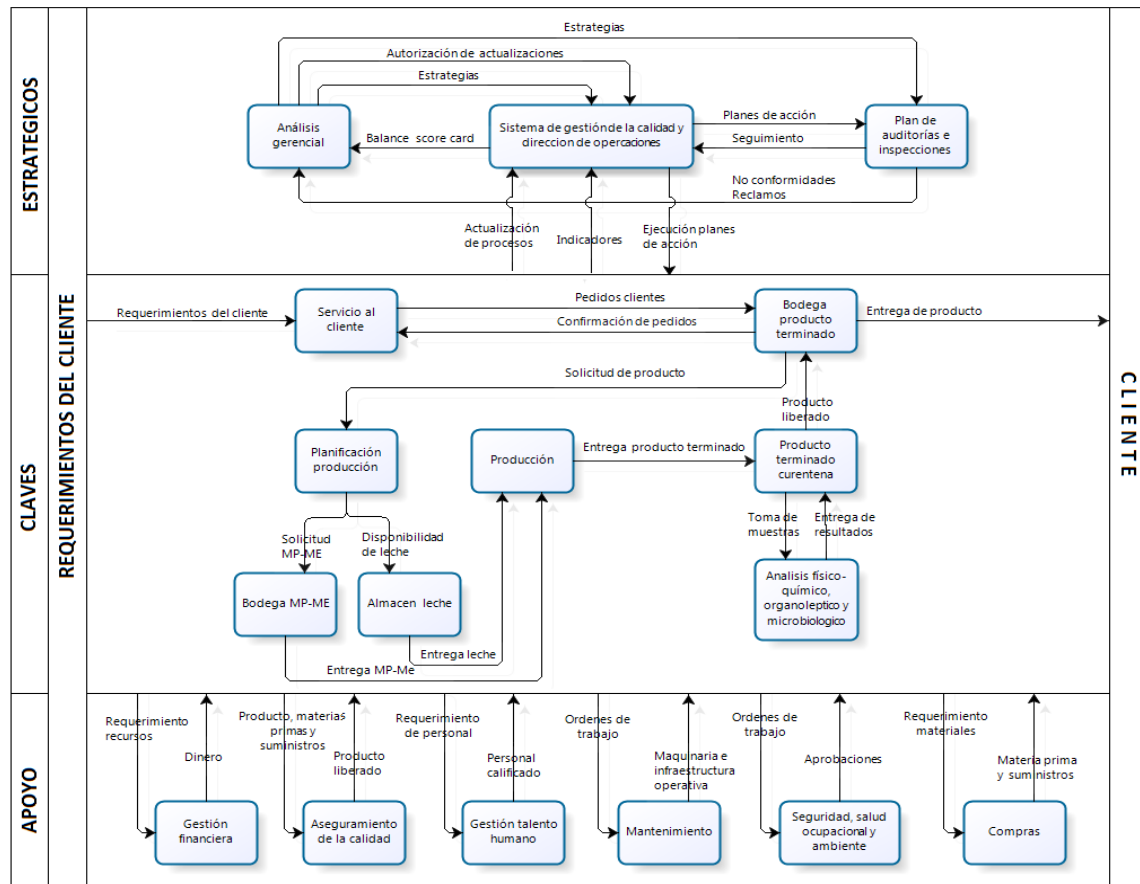 ESTRATEGICOS
CLAVES
APOYO
REQUERIMIENTOS DEL CLIENTE
CLIENTE
Estrategias
Autorización de actualizaciones
Estrategias
Análisis
gerencial
Balance score card
Sistema de gestión de la calidad y
direccion de opercaciones
Planes de acción
Seguimiento
Plan de
auditorías e
inspecciones
No conformidades
Reclamos
Actualización
de procesos
Indicadores
Ejecución planes
de acción
Requerimientos del cliente
Servicio al
cliente
Pedidos clientes
Confirmación de pedidos
Bodega
producto
terminado
Entrega de producto
Solicitud de producto
Producto
liberado
Planificación
producción
Producción
Entrega producto terminado
Producto
terminado
curentena
Solicitud
MP-ME
Disponibilidad
de leche
Toma de
muestras
Entrega de
resultados
Bodega MP-ME
Almacen leche
Analisis físico-
químico,
organoleptico y
microbiologico
Entrega leche
Entrega MP-Me
Requerimiento
recursos
Dinero
Gestión
financiera
Producto, materias
primas y
suministros
Producto
liberado
Aseguramiento
de la calidad
Requerimiento
de personal
Personal
calificado
Gestión talento
humano
Ordenes de
trabajo
Maquinaria e
infraestructura
operativa
Mantenimiento
Ordenes de
trabajo
Aprobaciones
Seguridad, salud
ocupacional y
ambiente
Requerimiento
materiales
Materia prima
y suministros
Compras